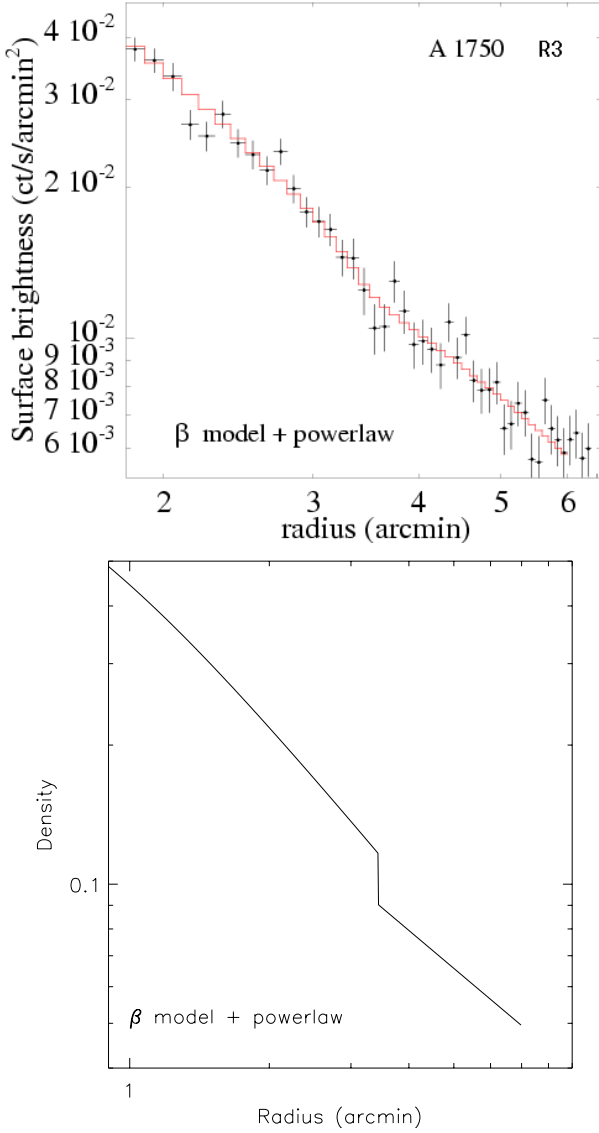 A 1750 R3
4 10-2
3 10-2
2 10-2
10-2
9 10-3
8 10-3
7 10-3
6 10-3
Surface brightness (ct/s/arcmin2)
β model + powerlaw
2 3 4 5 6
radius (arcmin)
Density
0.1
β model + powerlaw
1
Radius (arcmin)